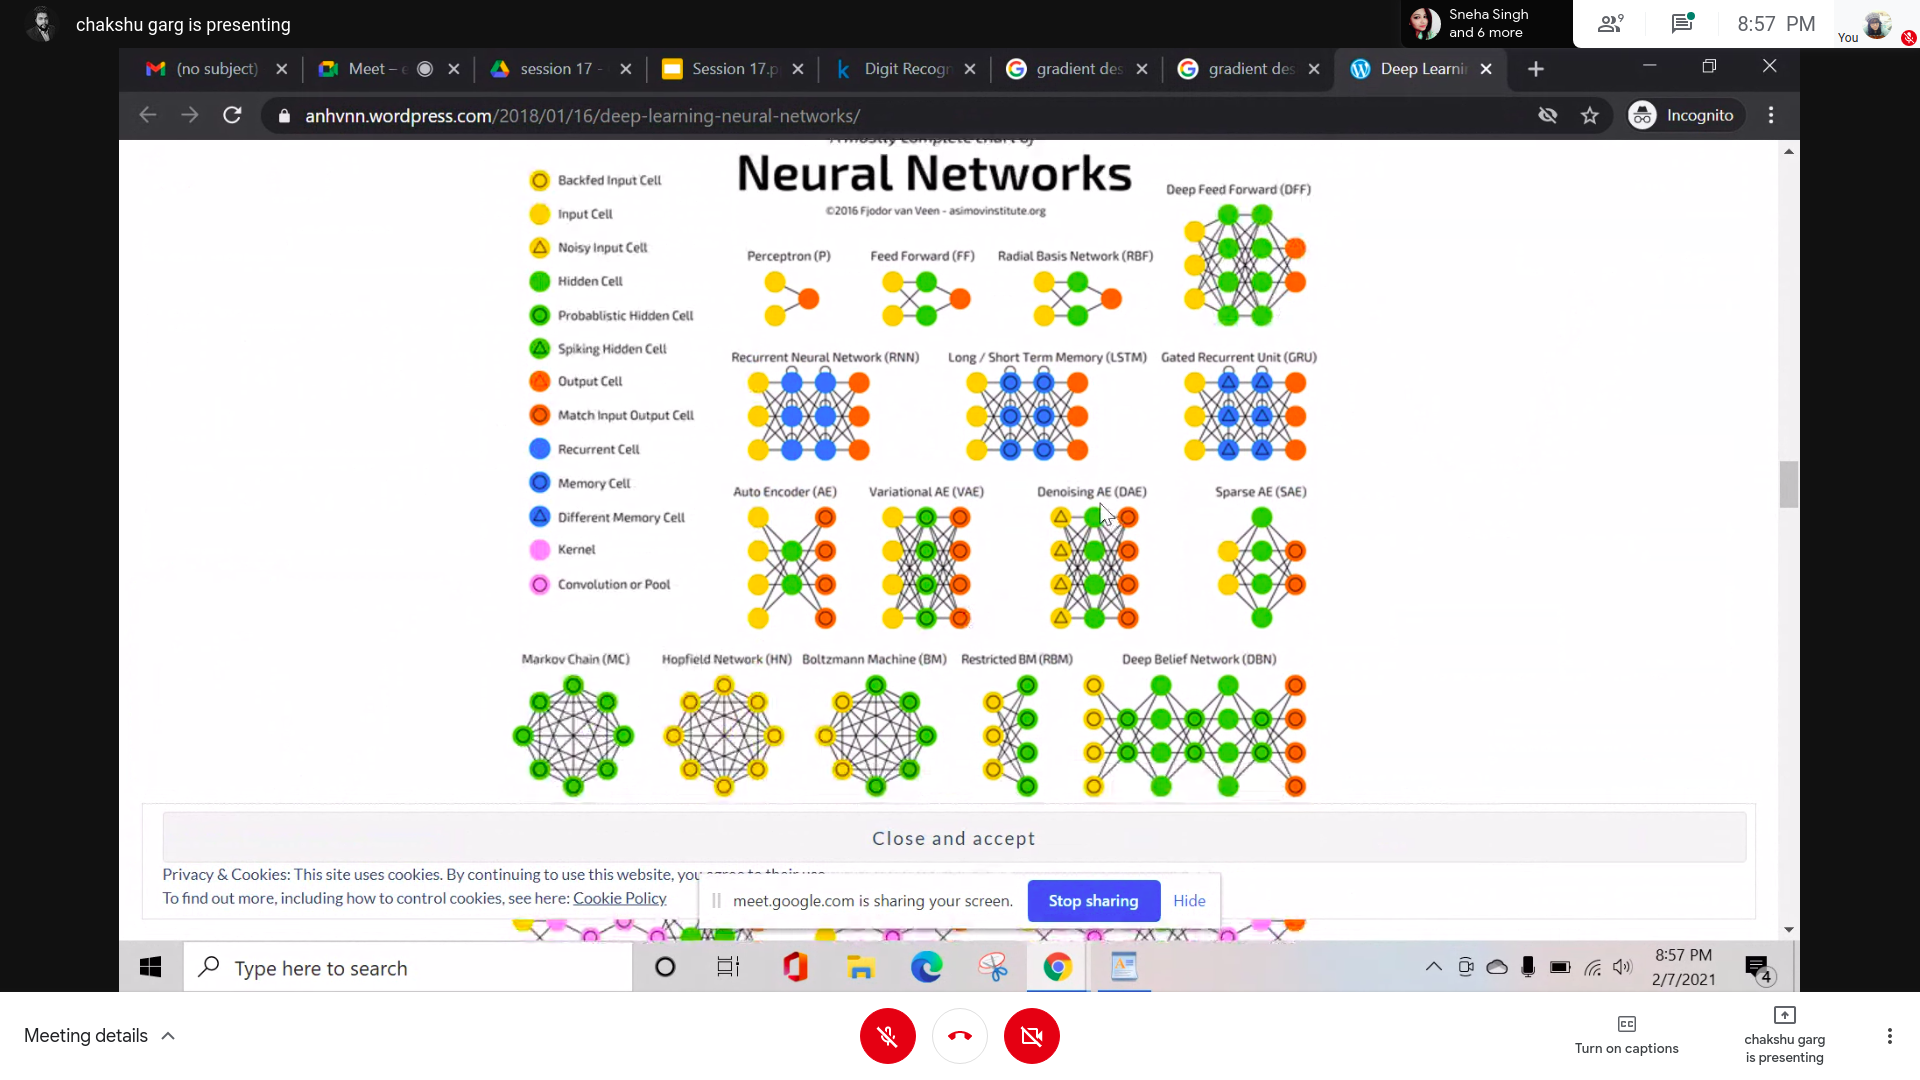 chakshu garg is presenting
Sneha Singh
and 6 more
9
8:57 PM
You
(no subject)
Meet – e
session 17 -
Session 17.p
Digit Recogn
gradient des
gradient des
Deep Learnin
anhvnn.wordpress.com/2018/01/16/deep-learning-neural-networks/
Incognito
A mostly complete chart of
Neural Networks
©2016 Fjodor van Veen - asimovinstitute.org
Backfed Input Cell
Input Cell
Noisy Input Cell
Hidden Cell
Probablistic Hidden Cell
Spiking Hidden Cell
Output Cell
Match Input Output Cell
Recurrent Cell
Memory Cell
Different Memory Cell
Kernel
Convolution or Pool
Deep Feed Forward (DFF)
Perceptron (P)
Feed Forward (FF)
Radial Basis Network (RBF)
Recurrent Neural Network (RNN)
Long / Short Term Memory (LSTM)
Gated Recurrent Unit (GRU)
Auto Encoder (AE)
Variational AE (VAE)
Denoising AE (DAE)
Sparse AE (SAE)
Markov Chain (MC)
Hopfield Network (HN)
Boltzmann Machine (BM)
Restricted BM (RBM)
Deep Belief Network (DBN)
Close and accept
Privacy & Cookies: This site uses cookies. By continuing to use this website, you agree to their use.
To find out more, including how to control cookies, see here: Cookie Policy
meet.google.com is sharing your screen.
Stop sharing
Hide
Type here to search
8:57 PM
2/7/2021
4
Meeting details
Turn on captions
chakshu garg
is presenting